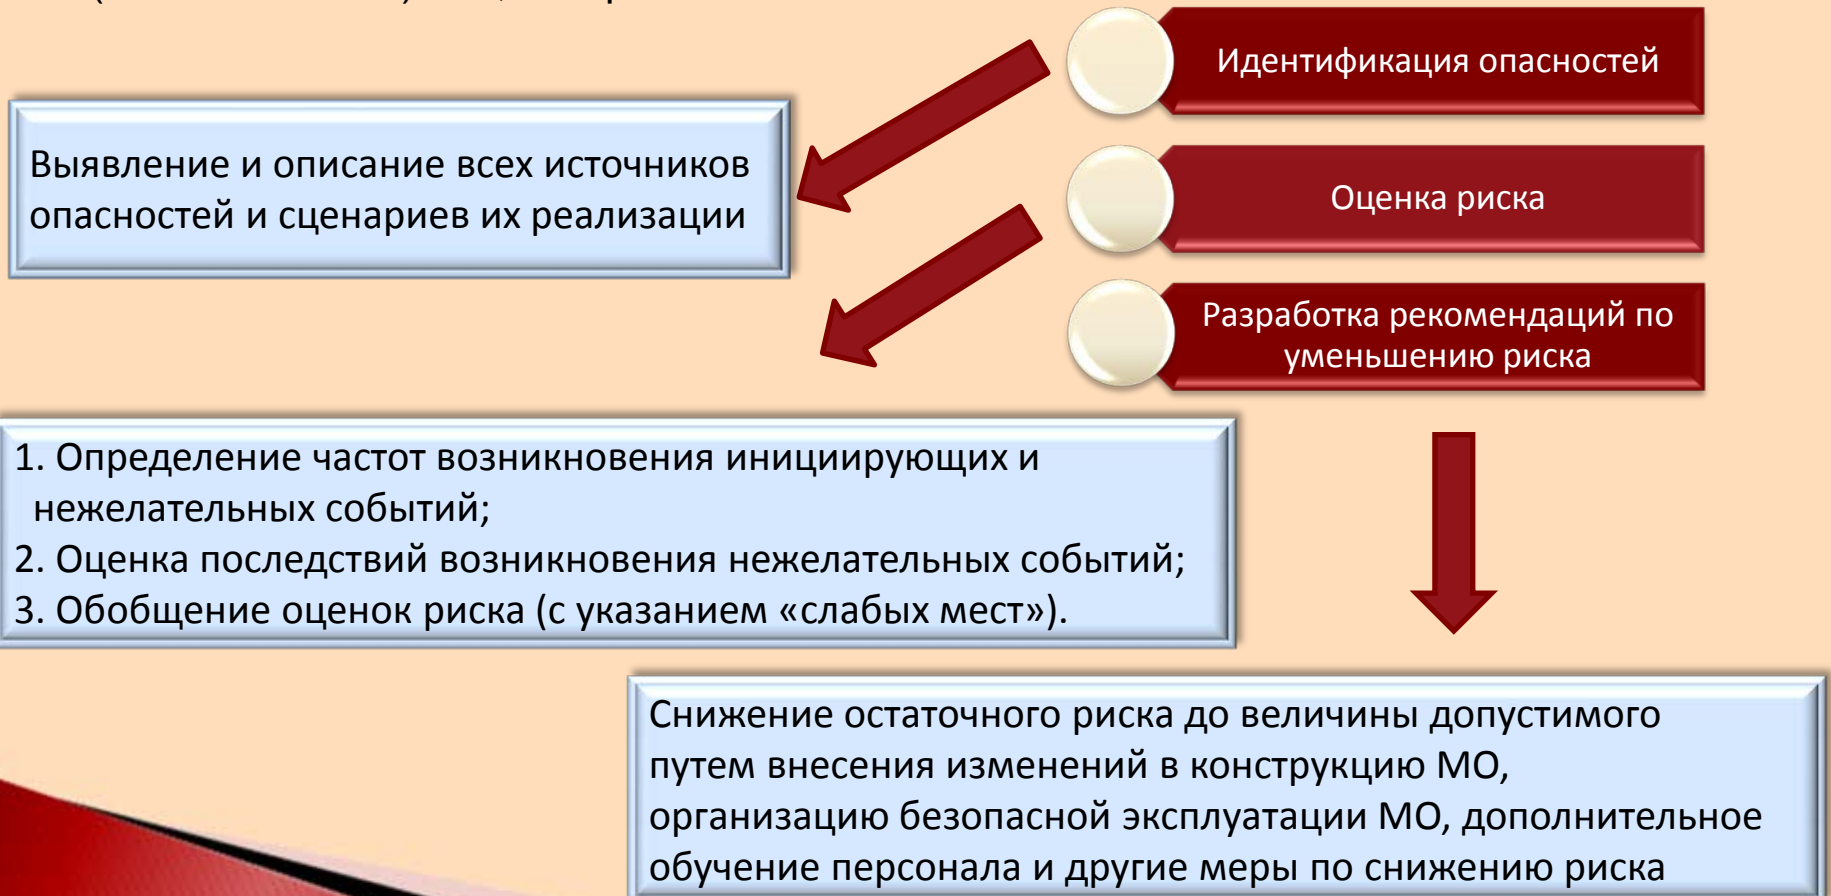 Идентификация опасностей
Выявление и описание всех источников
опасностей и сценариев их реализации
Оценка риска
Разработка рекомендаций по
уменьшению риска
1. Определение частот возникновения инициирующих и
нежелательных событий;
2. Оценка последствий возникновения нежелательных событий;
3. Обобщение оценок риска (с указанием «слабых мест»).
Снижение остаточного риска до величины допустимого
путем внесения изменений в конструкцию МО,
организацию безопасной эксплуатации МО, дополнительное
обучение персонала и другие меры по снижению риска